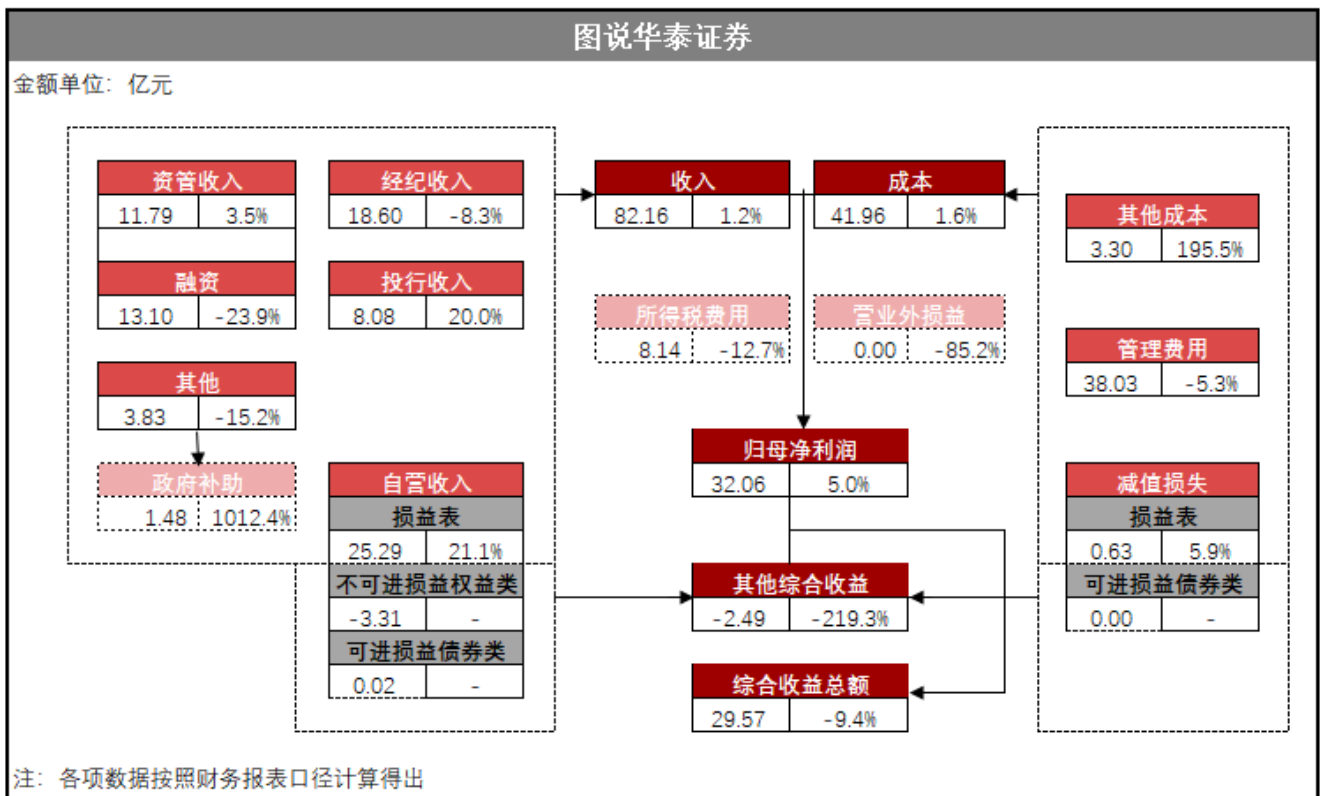 图说华泰证券
金额单位：亿元
资管收入
11.79 3.5%
经纪收入
18.60 -8.3%
收入
82.16 1.2%
成本
41.96 1.6%
其他成本
3.30 195.5%
融资
13.10 -23.9%
投行收入
8.08 20.0%
所得税费用
8.14 -12.7%
营业外损益
0.00 -85.2%
管理费用
38.03 -5.3%
其他
3.83 -15.2%
归母净利润
32.06 5.0%
政府补助
1.48 1012.4%
自营收入
损益表
25.29 21.1%
不可进损益权益类
-3.31 -
可进损益债券类
0.02 -
减值损失
损益表
0.63 5.9%
可进损益债券类
0.00 -
其他综合收益
-2.49 -219.3%
综合收益总额
29.57 -9.4%
注：各项数据按照财务报表口径计算得出